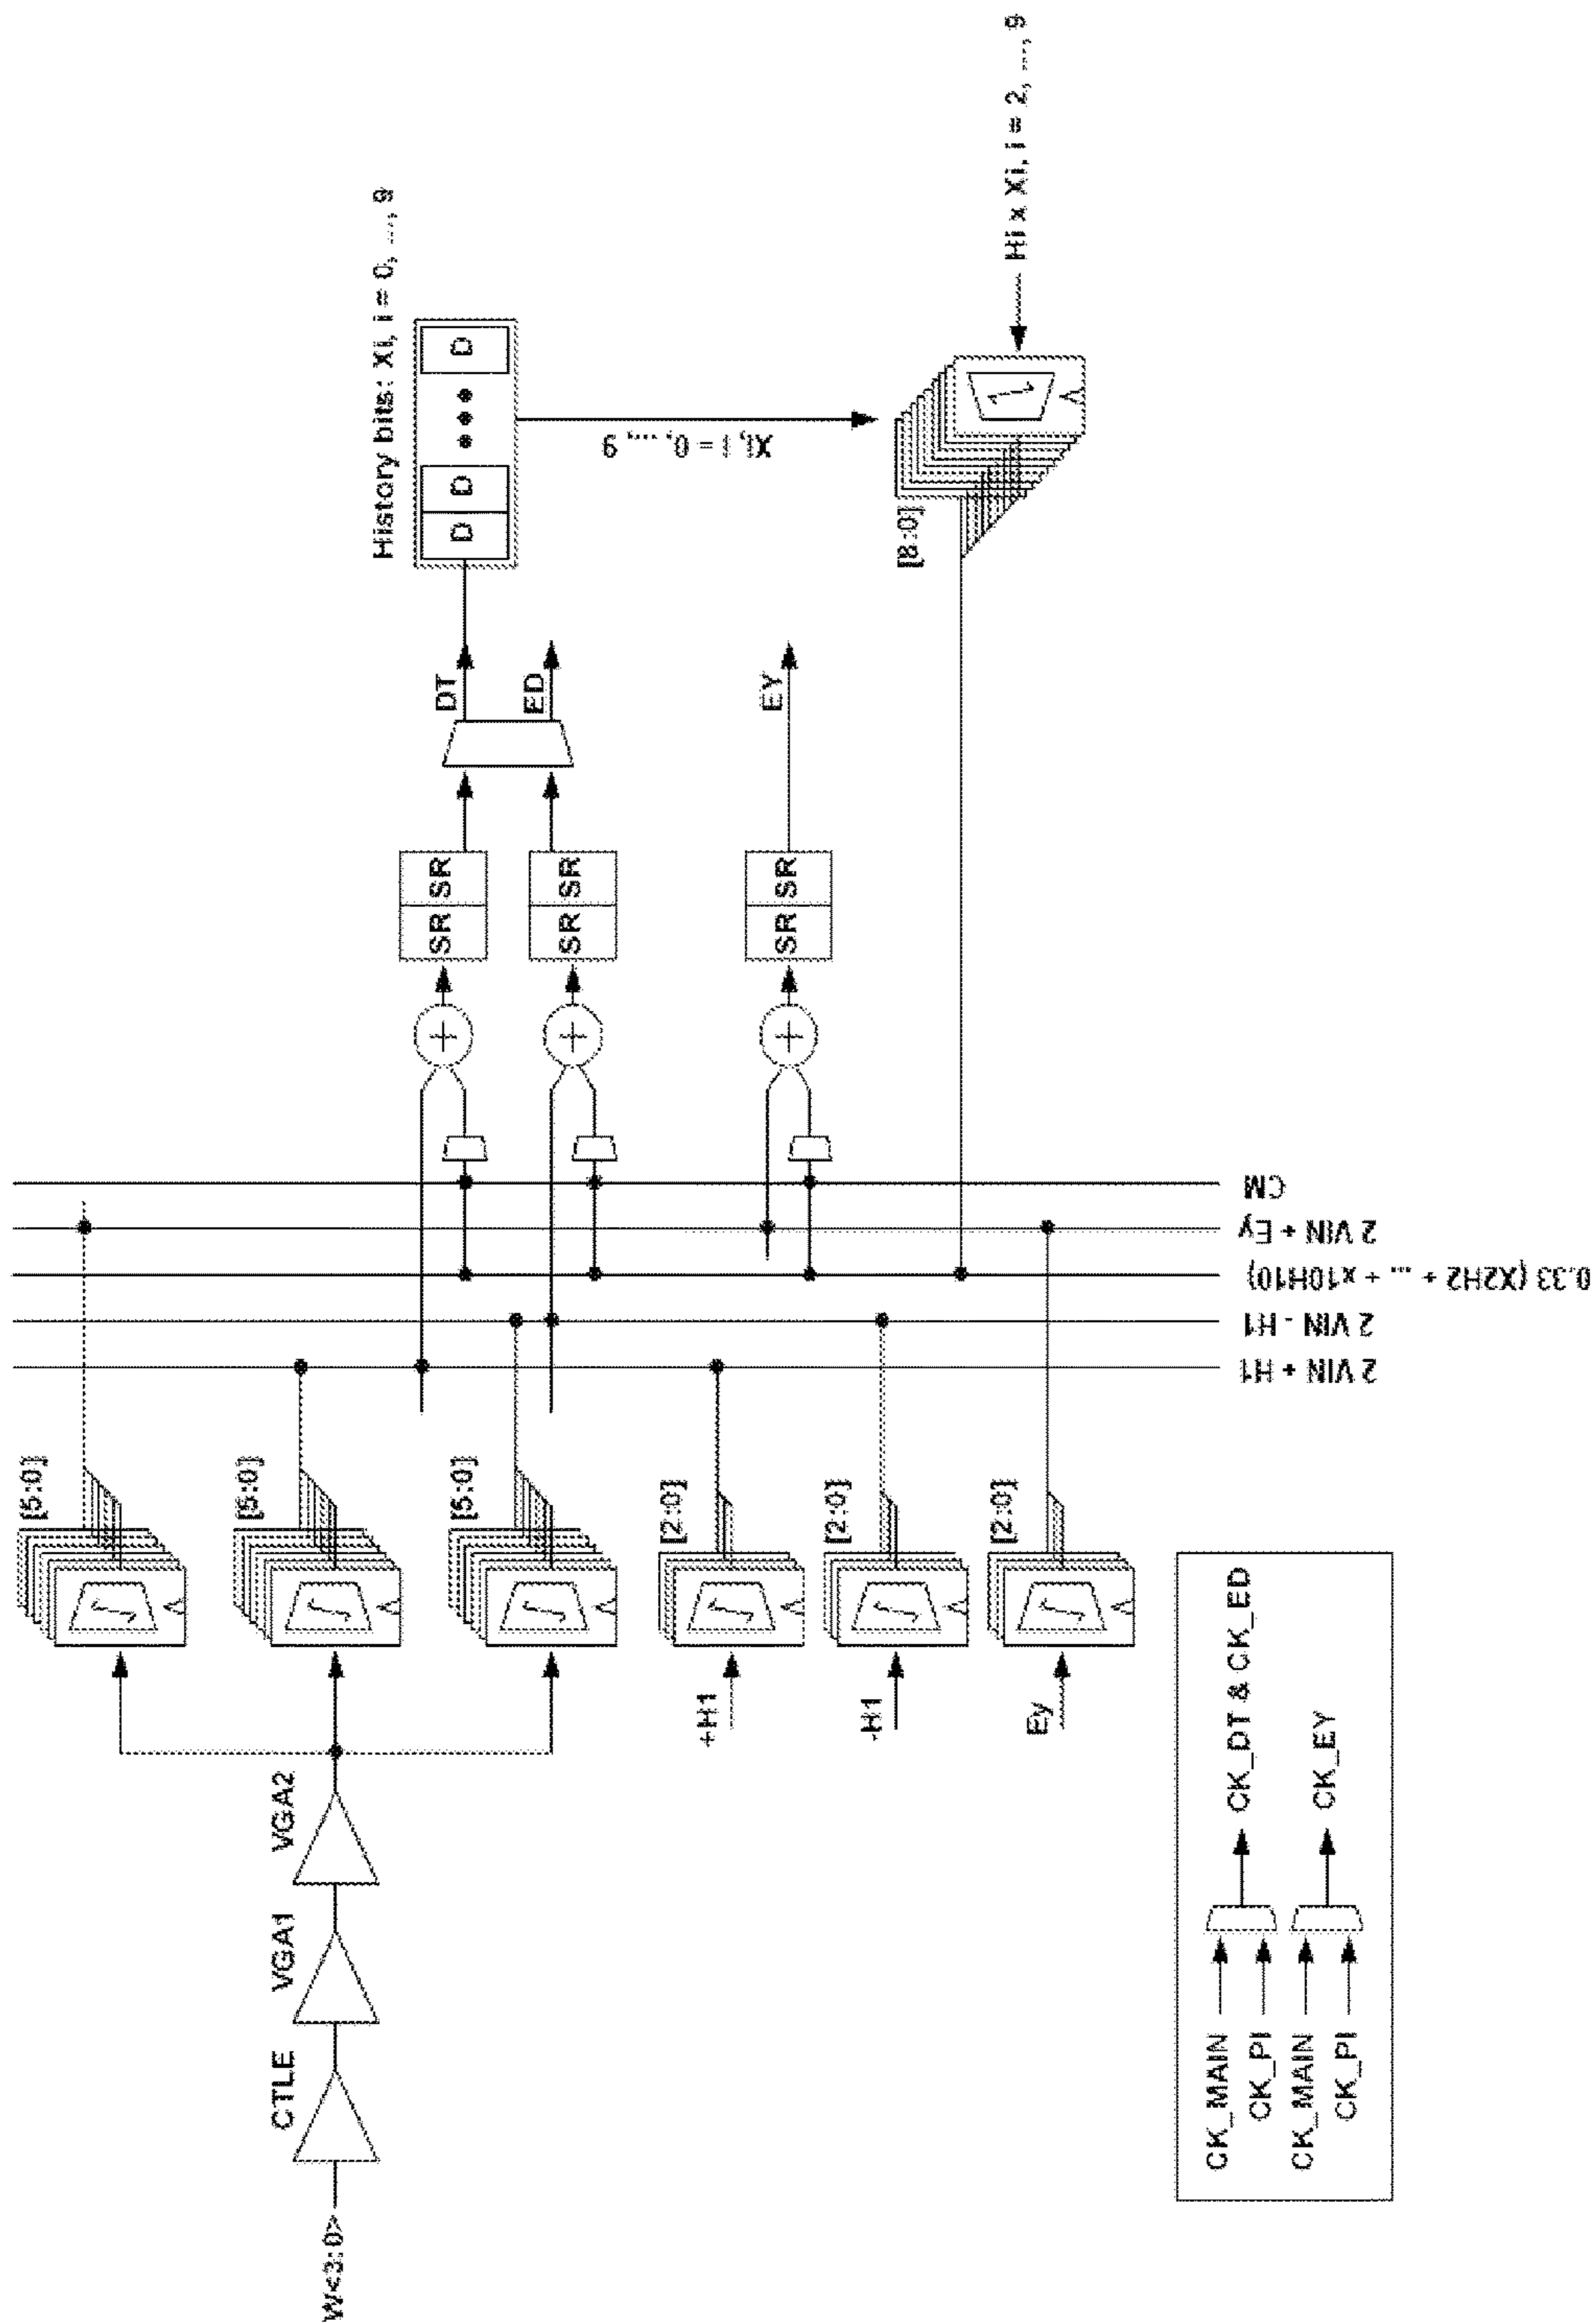 W<3:0>
CTLE
VGA1
VGA2
[5:0]
[5:0]
[5:0]
+H1
[2:0]
-H1
[2:0]
Ey
[2:0]
2 VIN + H1
2 VIN - H1
0.33 (X2H2 + ... + x10H10)
2 VIN + Ey
CM
SR SR
SR SR
SR SR
DT
ED
EY
History bits: Xi, i = 0, ..., 9
D D ••• D
Xi, i = 0, ..., 9
[8:0]
Hi x Xi, i = 2, ..., 9
CK_MAIN
CK_PI
CK_DT & CK_ED
CK_MAIN
CK_PI
CK_EY